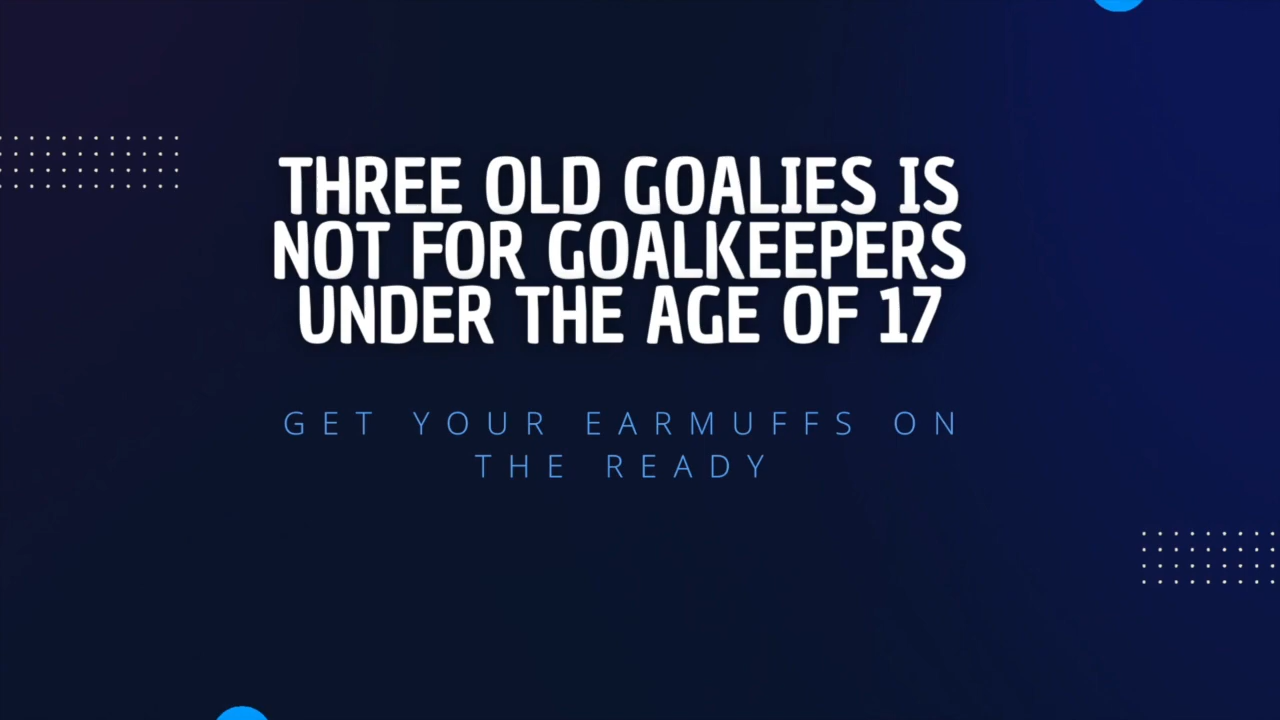 THREE OLD GOALIES IS
NOT FOR GOALKEEPERS
UNDER THE AGE OF 17
GET YOUR EARMUFFS ON
THE READY